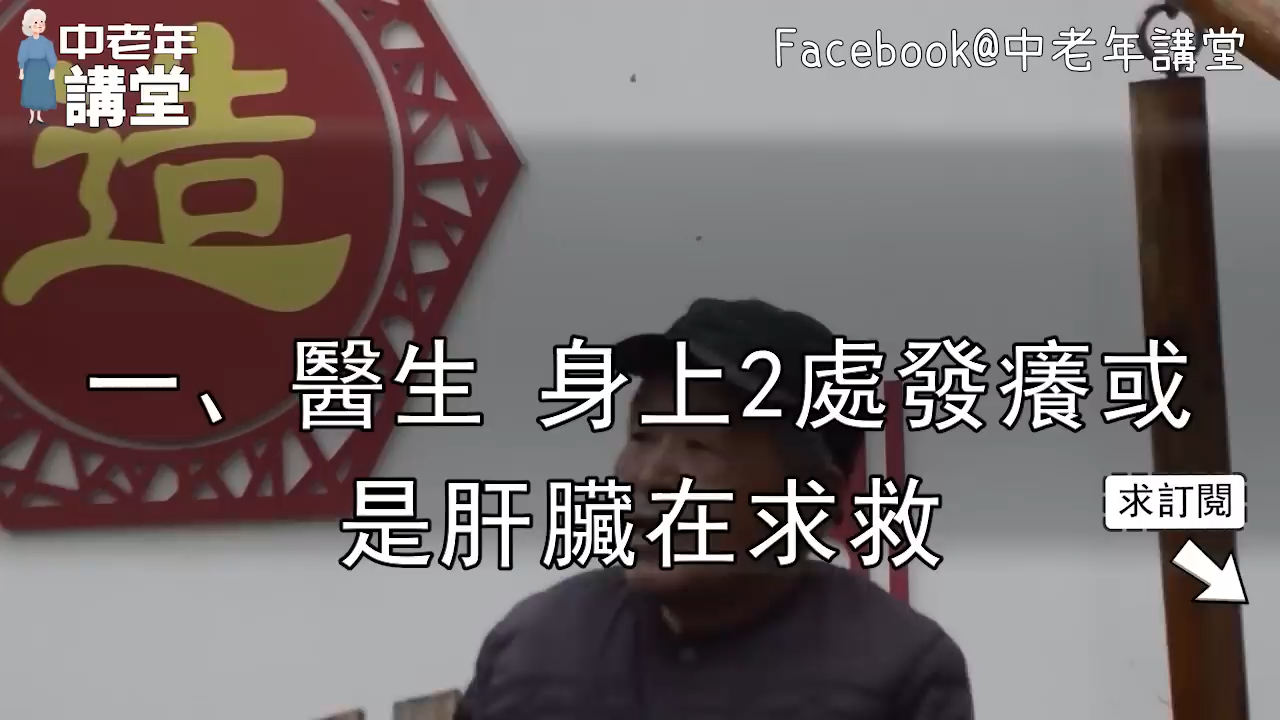 中老年
講堂
Facebook@中老年講堂
造
一、醫生 身上2處發癢或
是肝臟在求救
求訂閱